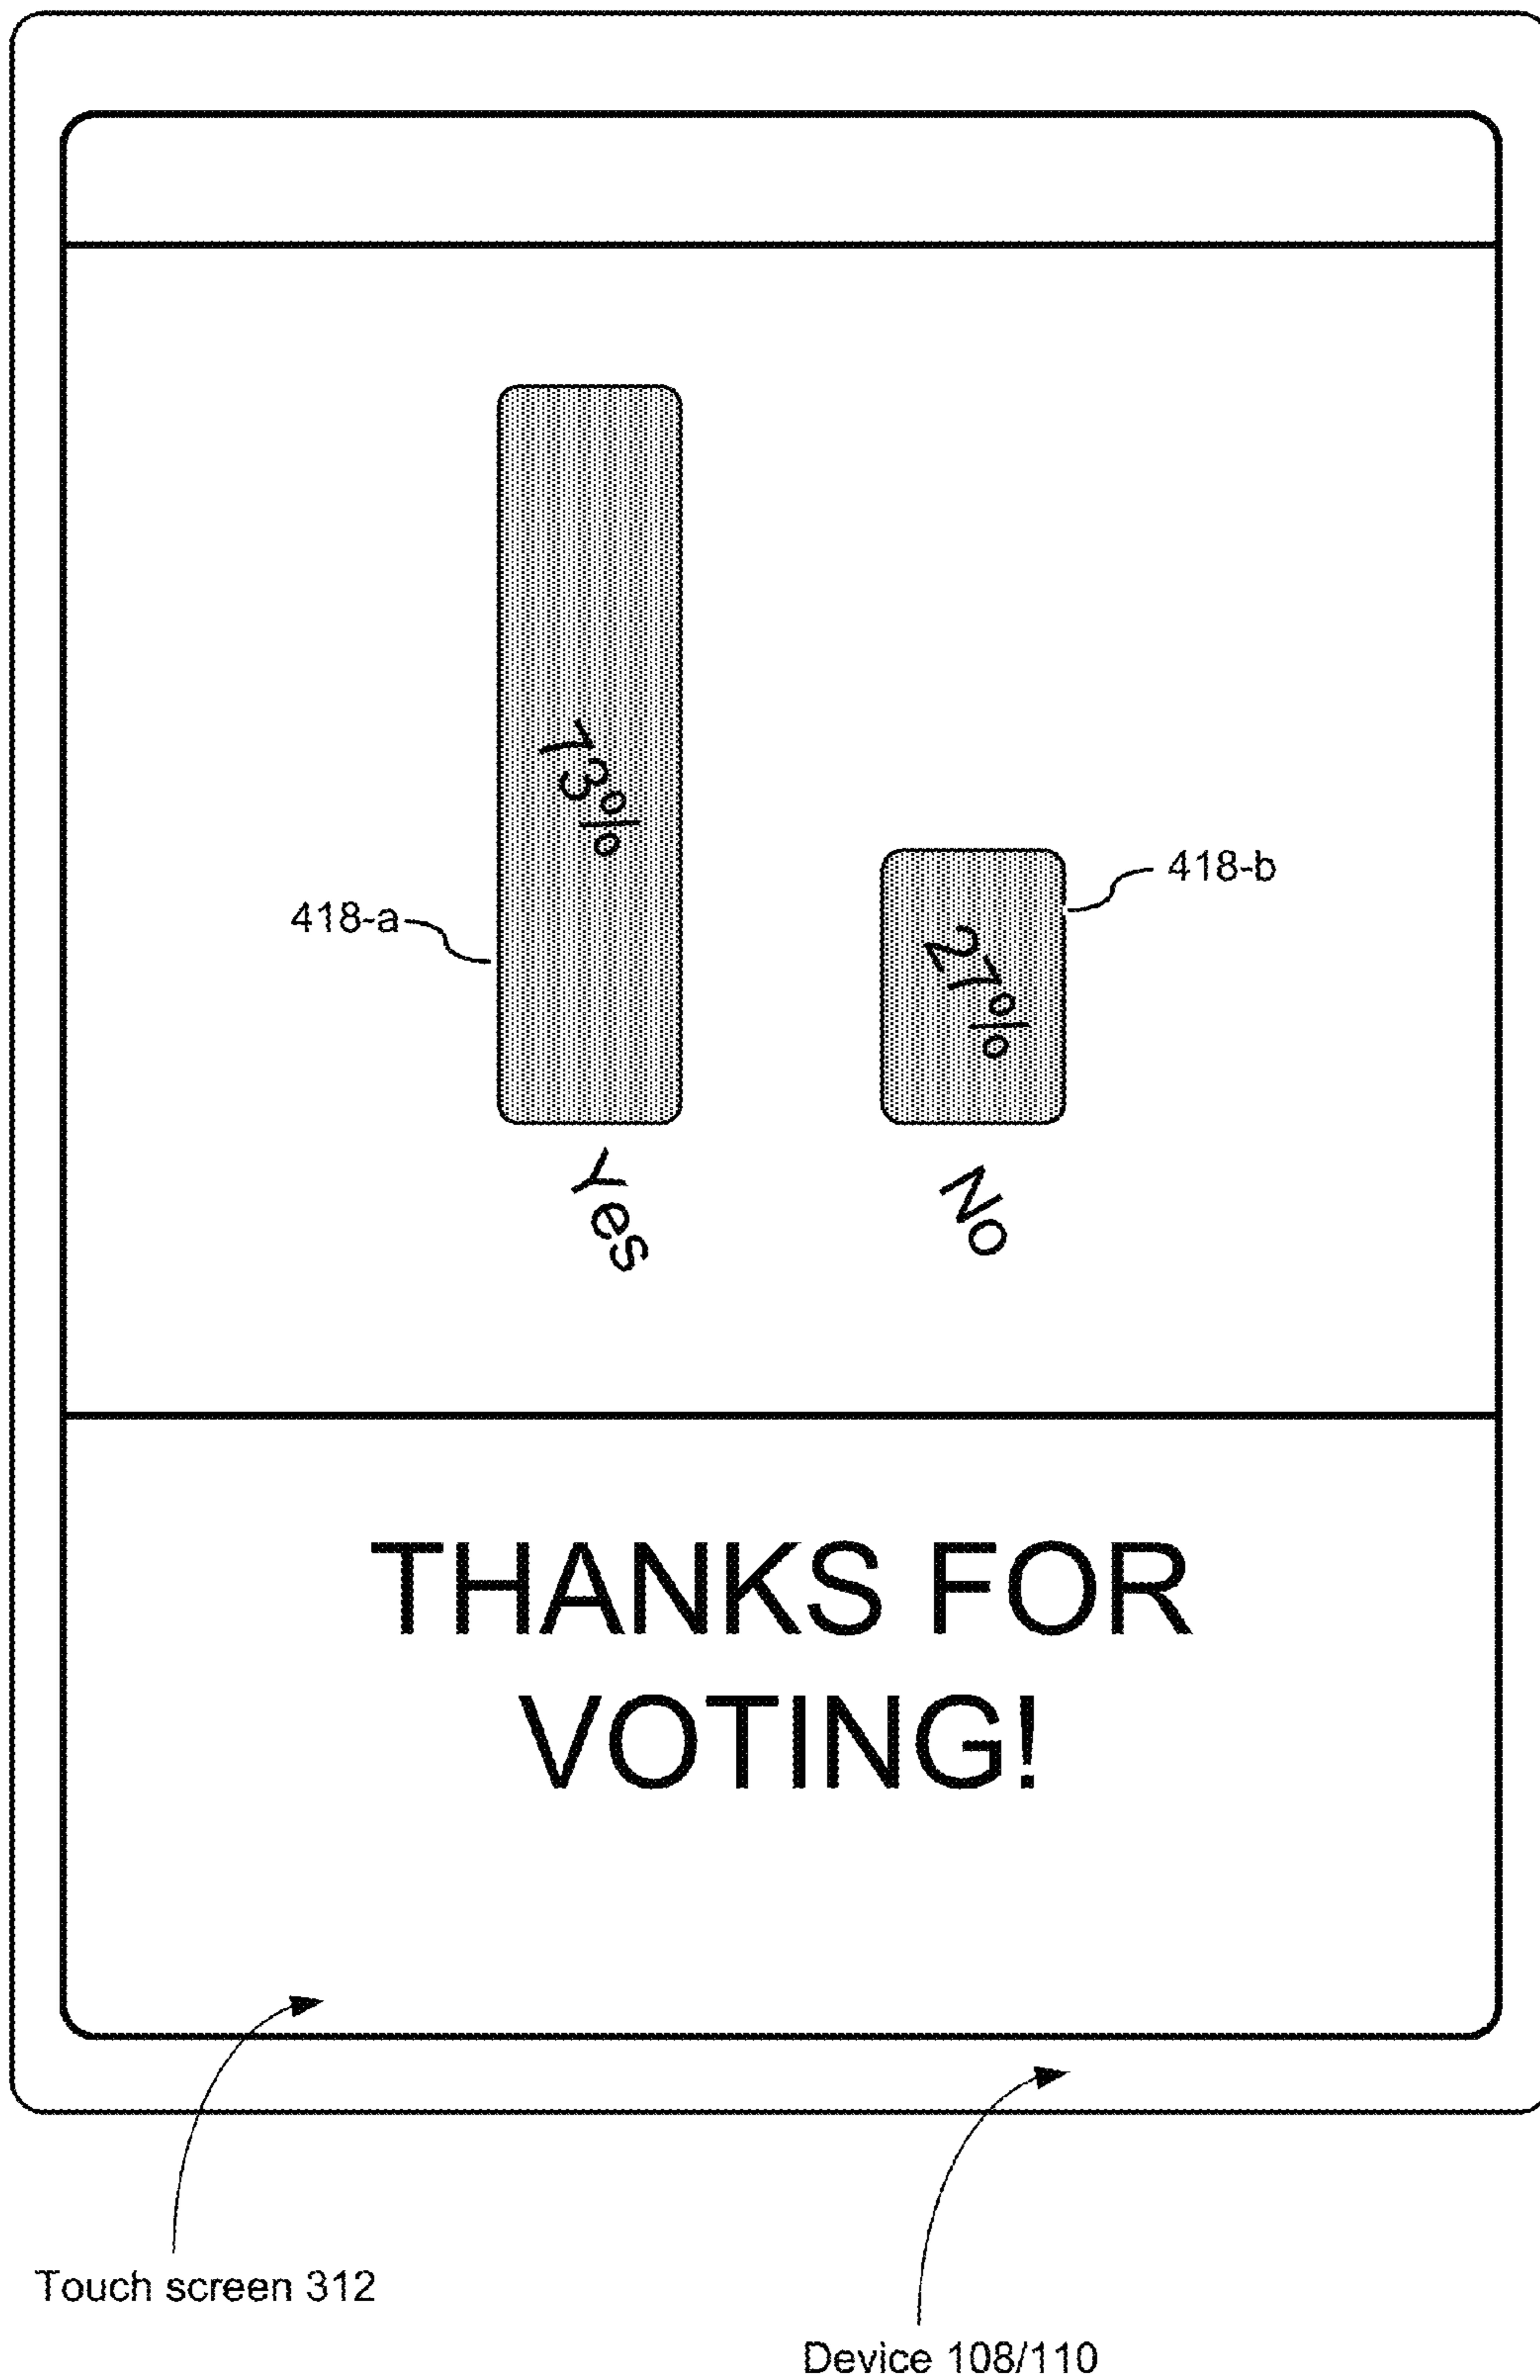 73%
418-b
418-a
27%
Yes
No
THANKS FOR
VOTING!
Touch screen 312
Device 108/110